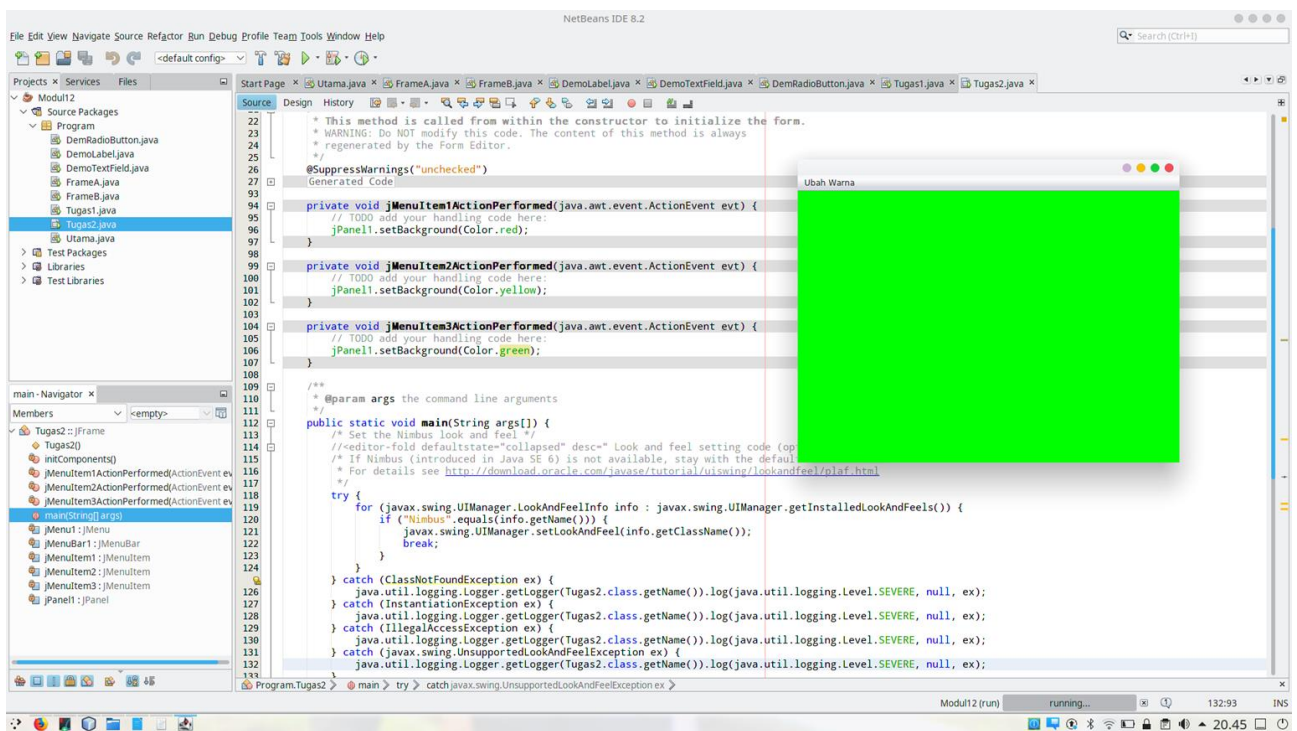 NetBeans IDE 8.2
File Edit View Navigate Source Refactor Run Debug Profile Team Tools Window Help
Search (Ctrl+I)
<default config>
Projects × Services Files
Start Page × Utama.java × FrameA.java × FrameB.java × DemoLabel.java × DemoTextField.java × DemRadioButton.java × Tugas1.java × Tugas2.java ×
Source Design History
Modul12
Source Packages
Program
DemRadioButton.java
DemoLabel.java
DemoTextField.java
FrameA.java
FrameB.java
Tugas1.java
Tugas2.java
Utama.java
Test Packages
Libraries
Test Libraries
main - Navigator ×
Members <empty>
Tugas2 :: JFrame
Tugas2()
initComponents()
jMenuItem1ActionPerformed(ActionEvent ev
jMenuItem2ActionPerformed(ActionEvent ev
jMenuItem3ActionPerformed(ActionEvent ev
main(String[] args)
jMenu1 : JMenu
jMenuBar1 : JMenuBar
jMenuItem1 : JMenuItem
jMenuItem2 : JMenuItem
jMenuItem3 : JMenuItem
jPanel1 : JPanel
22 * This method is called from within the constructor to initialize the form.
23 * WARNING: Do NOT modify this code. The content of this method is always
24 * regenerated by the Form Editor.
25 */
26 @SuppressWarnings("unchecked")
27 Generated Code
93
94 private void jMenuItem1ActionPerformed(java.awt.event.ActionEvent evt) {
95 // TODO add your handling code here:
96 jPanel1.setBackground(Color.red);
97 }
98
99 private void jMenuItem2ActionPerformed(java.awt.event.ActionEvent evt) {
100 // TODO add your handling code here:
101 jPanel1.setBackground(Color.yellow);
102 }
103
104 private void jMenuItem3ActionPerformed(java.awt.event.ActionEvent evt) {
105 // TODO add your handling code here:
106 jPanel1.setBackground(Color.green);
107 }
108
109 /**
110 * @param args the command line arguments
111 */
112 public static void main(String args[]) {
113 /* Set the Nimbus look and feel */
114 //<editor-fold defaultstate="collapsed" desc=" Look and feel setting code (op
115 /* If Nimbus (introduced in Java SE 6) is not available, stay with the defaul
116 * For details see http://download.oracle.com/javase/tutorial/uiswing/lookandfeel/plaf.html
117 */
118 try {
119 for (javax.swing.UIManager.LookAndFeelInfo info : javax.swing.UIManager.getInstalledLookAndFeels()) {
120 if ("Nimbus".equals(info.getName())) {
121 javax.swing.UIManager.setLookAndFeel(info.getClassName());
122 break;
123 }
124 }
} catch (ClassNotFoundException ex) {
126 java.util.logging.Logger.getLogger(Tugas2.class.getName()).log(java.util.logging.Level.SEVERE, null, ex);
127 } catch (InstantiationException ex) {
128 java.util.logging.Logger.getLogger(Tugas2.class.getName()).log(java.util.logging.Level.SEVERE, null, ex);
129 } catch (IllegalAccessException ex) {
130 java.util.logging.Logger.getLogger(Tugas2.class.getName()).log(java.util.logging.Level.SEVERE, null, ex);
131 } catch (javax.swing.UnsupportedLookAndFeelException ex) {
132 java.util.logging.Logger.getLogger(Tugas2.class.getName()).log(java.util.logging.Level.SEVERE, null, ex);
133 }
Ubah Warna
Program.Tugas2 > main > try > catch javax.swing.UnsupportedLookAndFeelException ex >
Modul12 (run) running... 132:93 INS
20.45